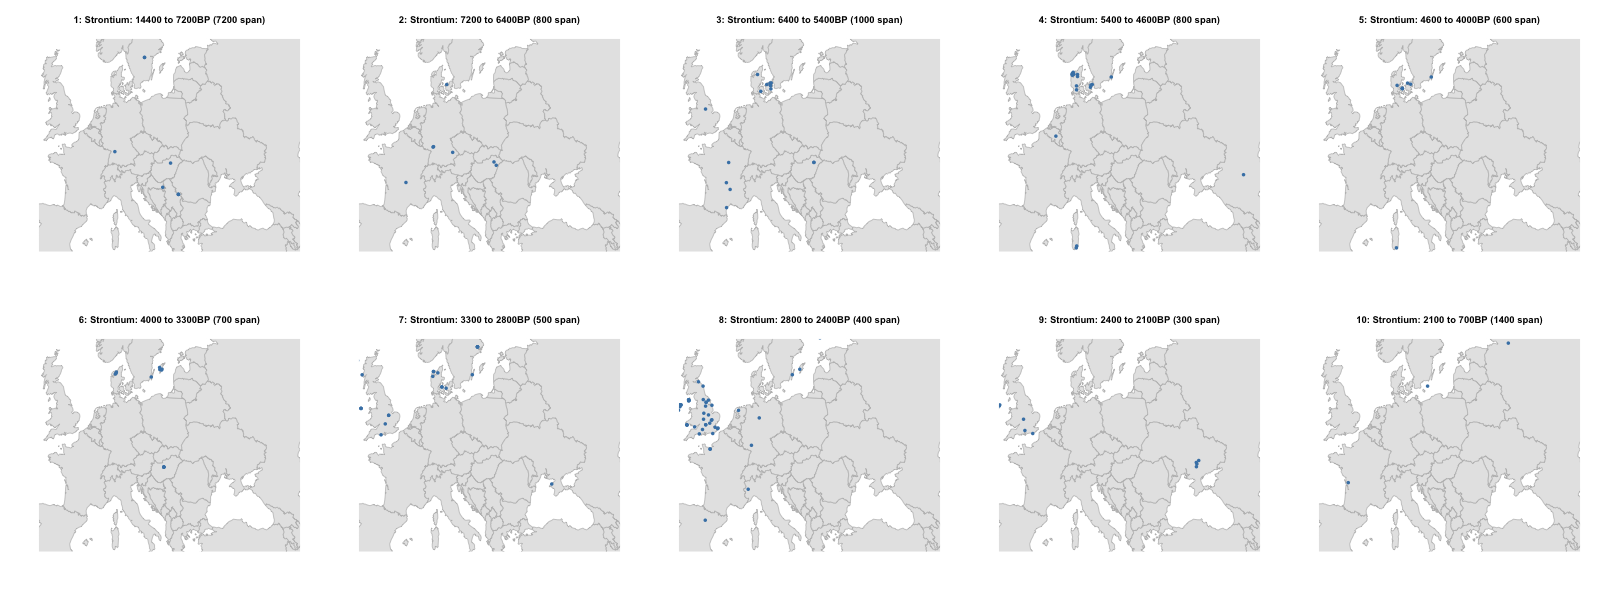 1: Strontium: 14400 to 7200BP (7200 span)
2: Strontium: 7200 to 6400BP (800 span)
3: Strontium: 6400 to 5400BP (1000 span)
4: Strontium: 5400 to 4600BP (800 span)
5: Strontium: 4600 to 4000BP (600 span)
6: Strontium: 4000 to 3300BP (700 span)
7: Strontium: 3300 to 2800BP (500 span)
8: Strontium: 2800 to 2400BP (400 span)
9: Strontium: 2400 to 2100BP (300 span)
10: Strontium: 2100 to 700BP (1400 span)